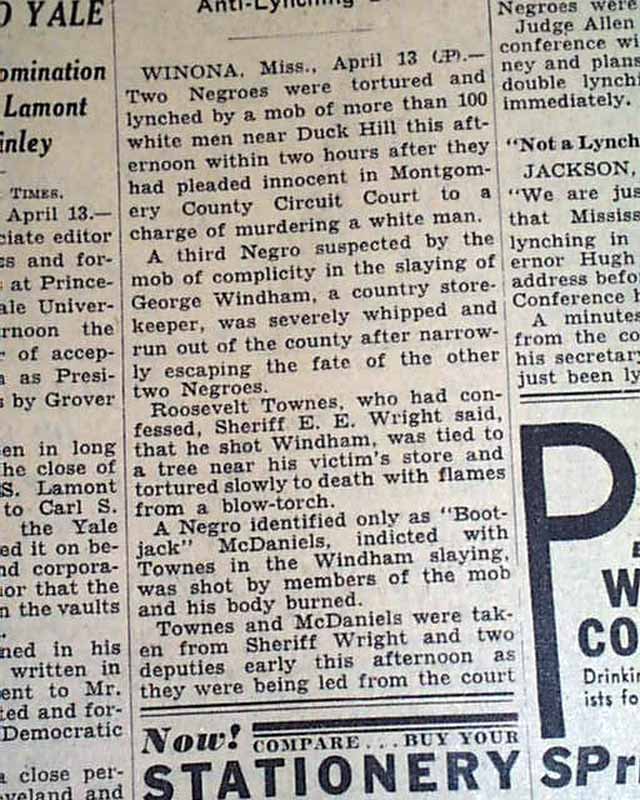 O YALE
omination
Lamont
inley
TIMES.
April 13.—
ciate editor
es and for-
at Prince-
ale Univer-
rnoon the
r of accep-
as Presi-
s by Grover
en in long
he close of
S. Lamont
to Carl S.
the Yale
ed it on be-
nd corpora-
or that the
n the vaults
ned in his
written in
ent to Mr.
ted and for-
Democratic
a close per-
eveland and
Anti-Lynching
WINONA, Miss., April 13 (AP).—
Two Negroes were tortured and
lynched by a mob of more than 100
white men near Duck Hill this aft-
ernoon within two hours after they
had pleaded innocent in Montgom-
ery County Circuit Court to a
charge of murdering a white man.
A third Negro suspected by the
mob of complicity in the slaying of
George Windham, a country store-
keeper, was severely whipped and
run out of the county after narrow-
ly escaping the fate of the other
two Negroes.
Roosevelt Townes, who had con-
fessed, Sheriff E. E. Wright said,
that he shot Windham, was tied to
a tree near his victim's store and
tortured slowly to death with flames
from a blow-torch.
A Negro identified only as "Boot-
jack" McDaniels, indicted with
Townes in the Windham slaying,
was shot by members of the mob
and his body burned.
Townes and McDaniels were tak-
en from Sheriff Wright and two
deputies early this afternoon as
they were being led from the court
Now! COMPARE...BUY YOUR
STATIONERY
Negroes were
Judge Allen
conference wi
ney and plans
double lynchi
immediately.
"Not a Lynch
JACKSON,
"We are jus
that Mississ
lynching in
ernor Hugh
address befo
Conference
A minutes
from the co
his secretary
just been ly
P
W
CO
Drinkin
ists fo
SPr